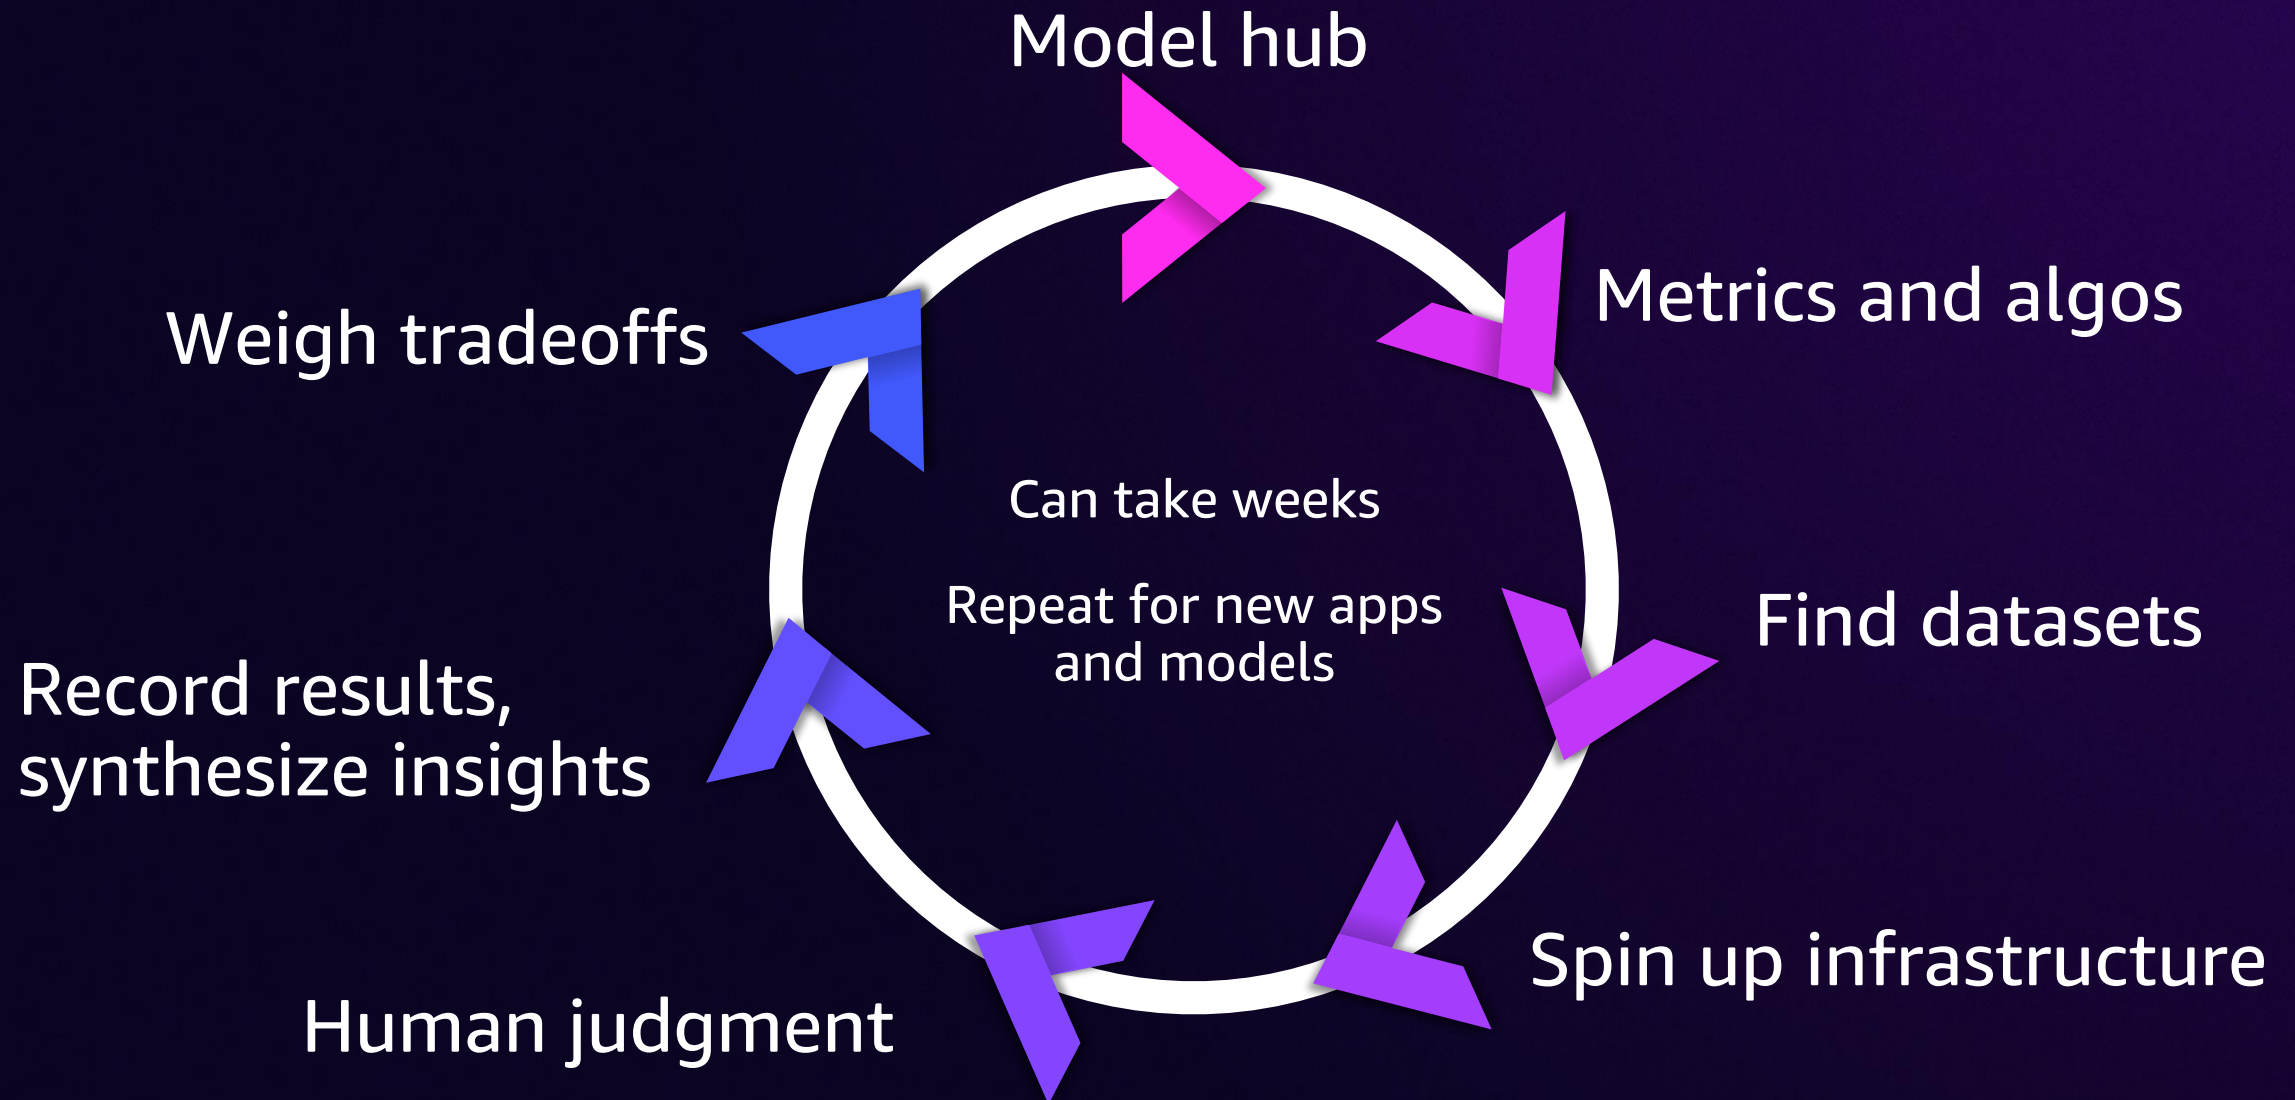 Model hub
Metrics and algos
Find datasets
Spin up infrastructure
Human judgment
Record results,
synthesize insights
Weigh tradeoffs
Can take weeks
Repeat for new apps
and models